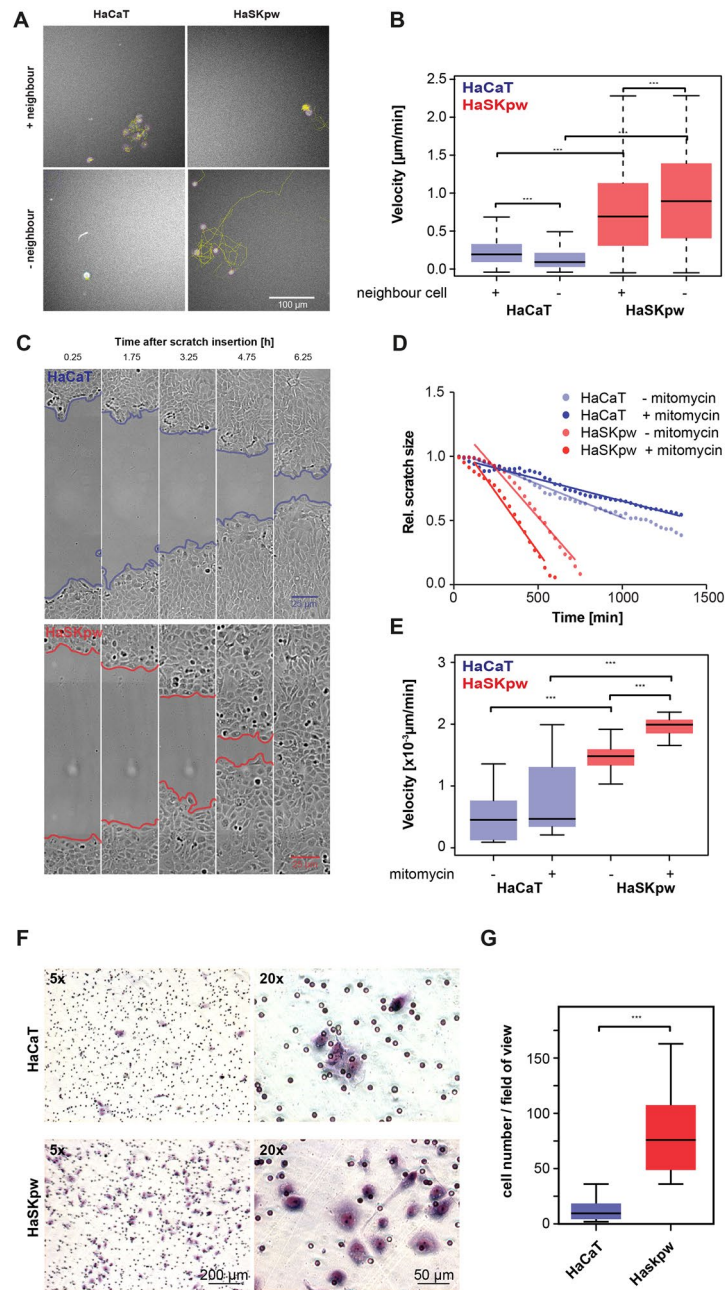 A
HaCaT HaSKpw
+ neighbour
- neighbour
100 µm
B
HaCaT
HaSKpw
Velocity [µm/min]
2.5
2.0
1.5
1.0
0.5
0.0
***
***
***
***
neighbour cell + - + -
HaCaT HaSKpw
C
Time after scratch insertion [h]
0.25 1.75 3.25 4.75 6.25
HaCaT
25 µm
HaSKpw
D
Rel. scratch size
1.5
1.0
0.5
0.0
0 500 1000 1500
Time [min]
HaCaT - mitomycin
HaCaT + mitomycin
HaSKpw - mitomycin
HaSKpw + mitomycin
E
HaCaT
HaSKpw
Velocity [x10⁻³µm/min]
3
2
1
0
***
***
***
mitomycin - + - +
HaCaT HaSKpw
F
HaCaT
5x 20x
HaSKpw
5x 20x
200 µm 50 µm
G
cell number / field of view
150
100
75
50
25
0
***
HaCaT Haskpw